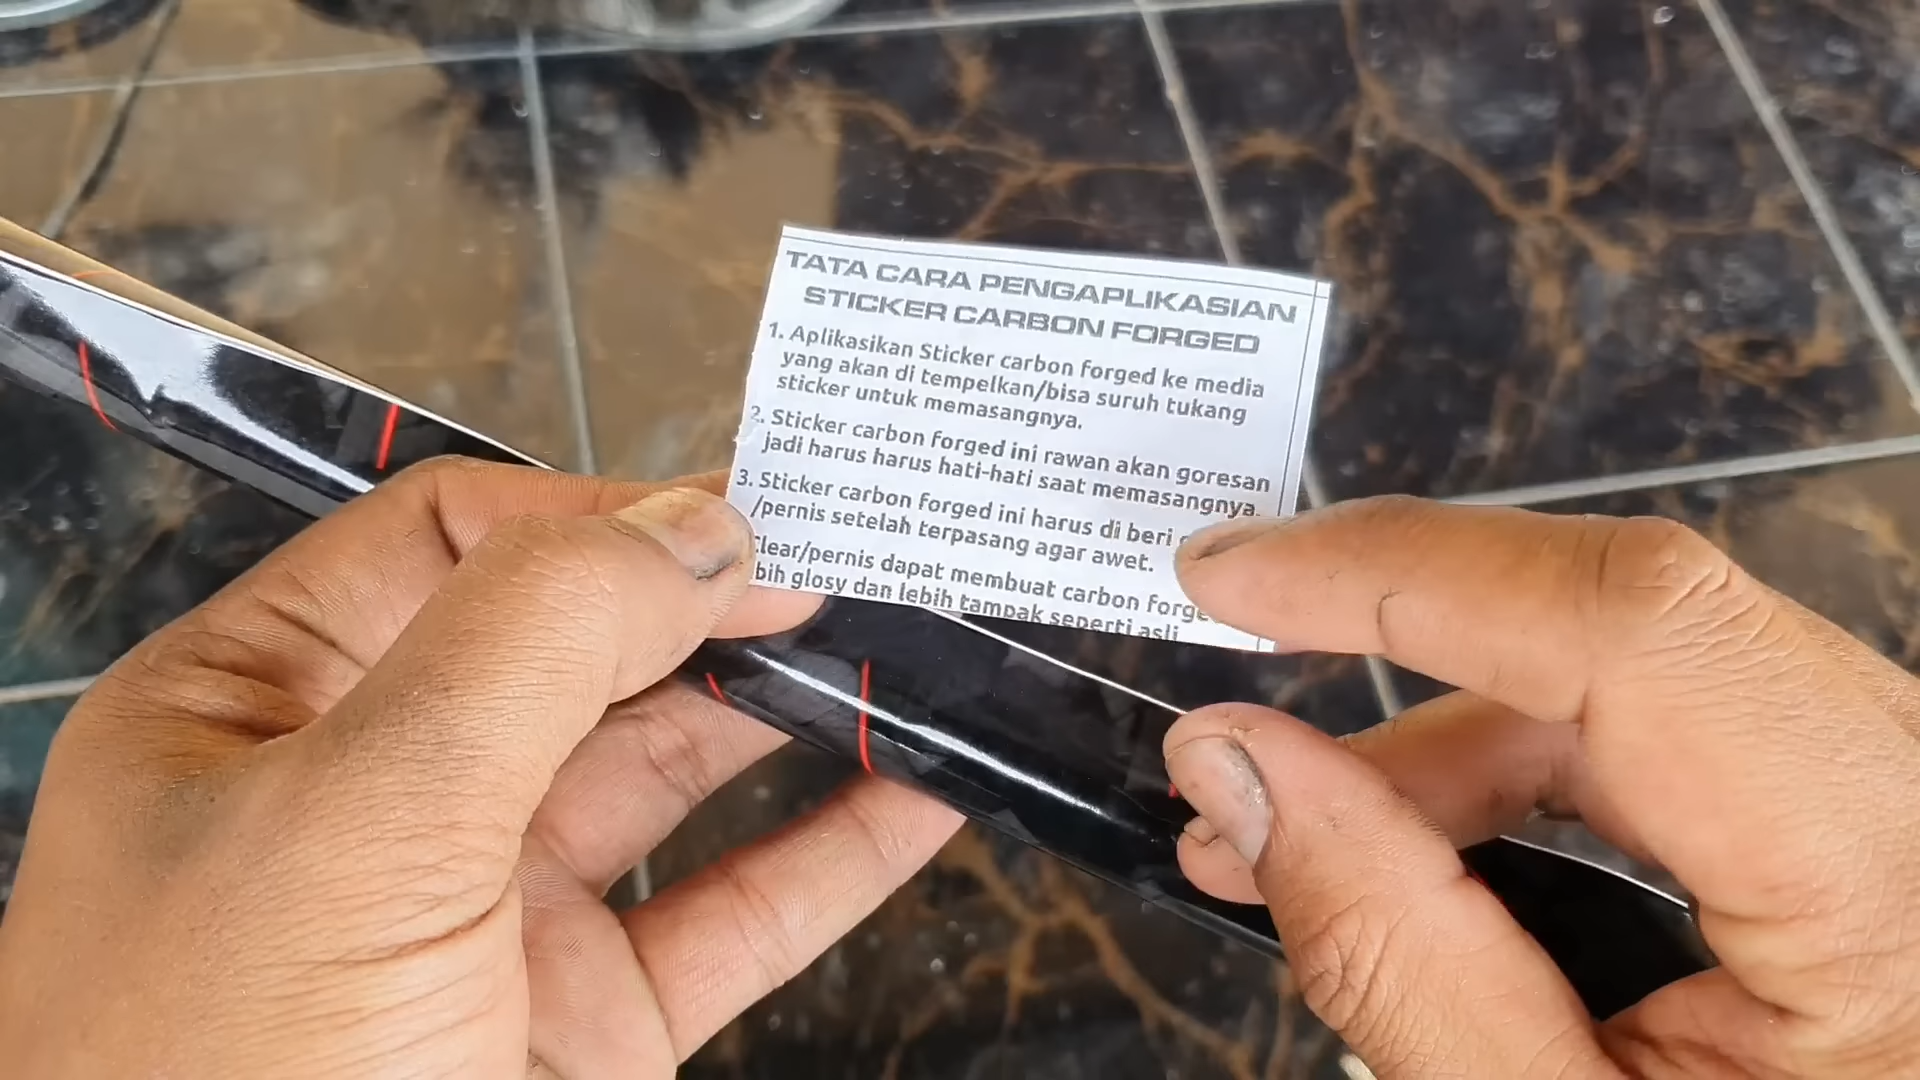 TATA CARA PENGAPLIKASIAN
STICKER CARBON FORGED
1. Aplikasikan Sticker carbon forged ke media
yang akan di tempelkan/bisa suruh tukang
sticker untuk memasangnya.
2. Sticker carbon forged ini rawan akan goresan
jadi harus harus hati-hati saat memasangnya.
3. Sticker carbon forged ini harus di beri
/pernis setelah terpasang agar awet.
Clear/pernis dapat membuat carbon
glosy dan lebih tampak seperti asli